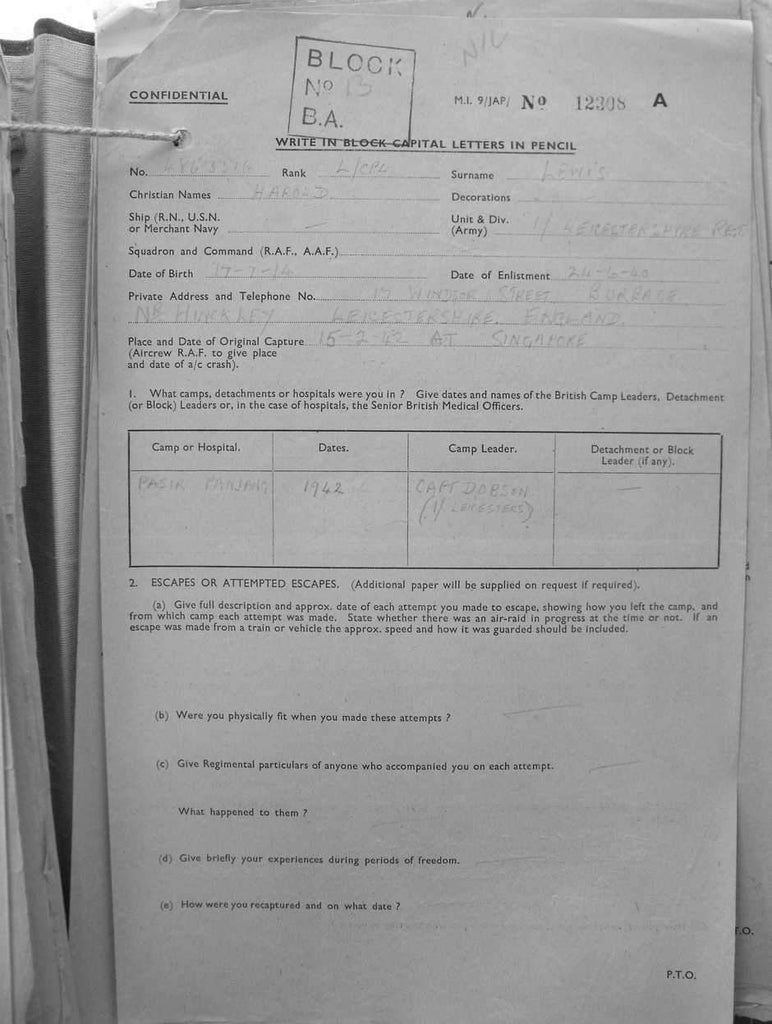 BLOCK
No 13
B.A.
NIL
CONFIDENTIAL
M.I. 9/JAP/ No 12308 A
WRITE IN BLOCK CAPITAL LETTERS IN PENCIL
No. Rank L/CPL Surname LEWIS
Christian Names HAROLD Decorations
Ship (R.N., U.S.N. Unit & Div.
or Merchant Navy — (Army) 1/ LEICESTERSHIRE REGT
Squadron and Command (R.A.F., A.A.F.)
Date of Birth 17-7-14 Date of Enlistment 24-6-40
Private Address and Telephone No. 15 WINDSOR STREET BURBAGE
NR HINCKLEY LEICESTERSHIRE, ENGLAND.
Place and Date of Original Capture 15-2-42 AT SINGAPORE
(Aircrew R.A.F. to give place
and date of a/c crash).
1. What camps, detachments or hospitals were you in ? Give dates and names of the British Camp Leaders, Detachment
(or Block) Leaders or, in the case of hospitals, the Senior British Medical Officers.
Camp or Hospital. Dates. Camp Leader. Detachment or Block
Leader (if any).
PASIR PANJANG 1942 CAPT DOBSON —
(1/ LEICESTERS)
2. ESCAPES OR ATTEMPTED ESCAPES. (Additional paper will be supplied on request if required).
(a) Give full description and approx. date of each attempt you made to escape, showing how you left the camp, and
from which camp each attempt was made. State whether there was an air-raid in progress at the time or not. If an
escape was made from a train or vehicle the approx. speed and how it was guarded should be included.
(b) Were you physically fit when you made these attempts ? —
(c) Give Regimental particulars of anyone who accompanied you on each attempt. —
What happened to them ?
(d) Give briefly your experiences during periods of freedom. —
(e) How were you recaptured and on what date ?
P.T.O.